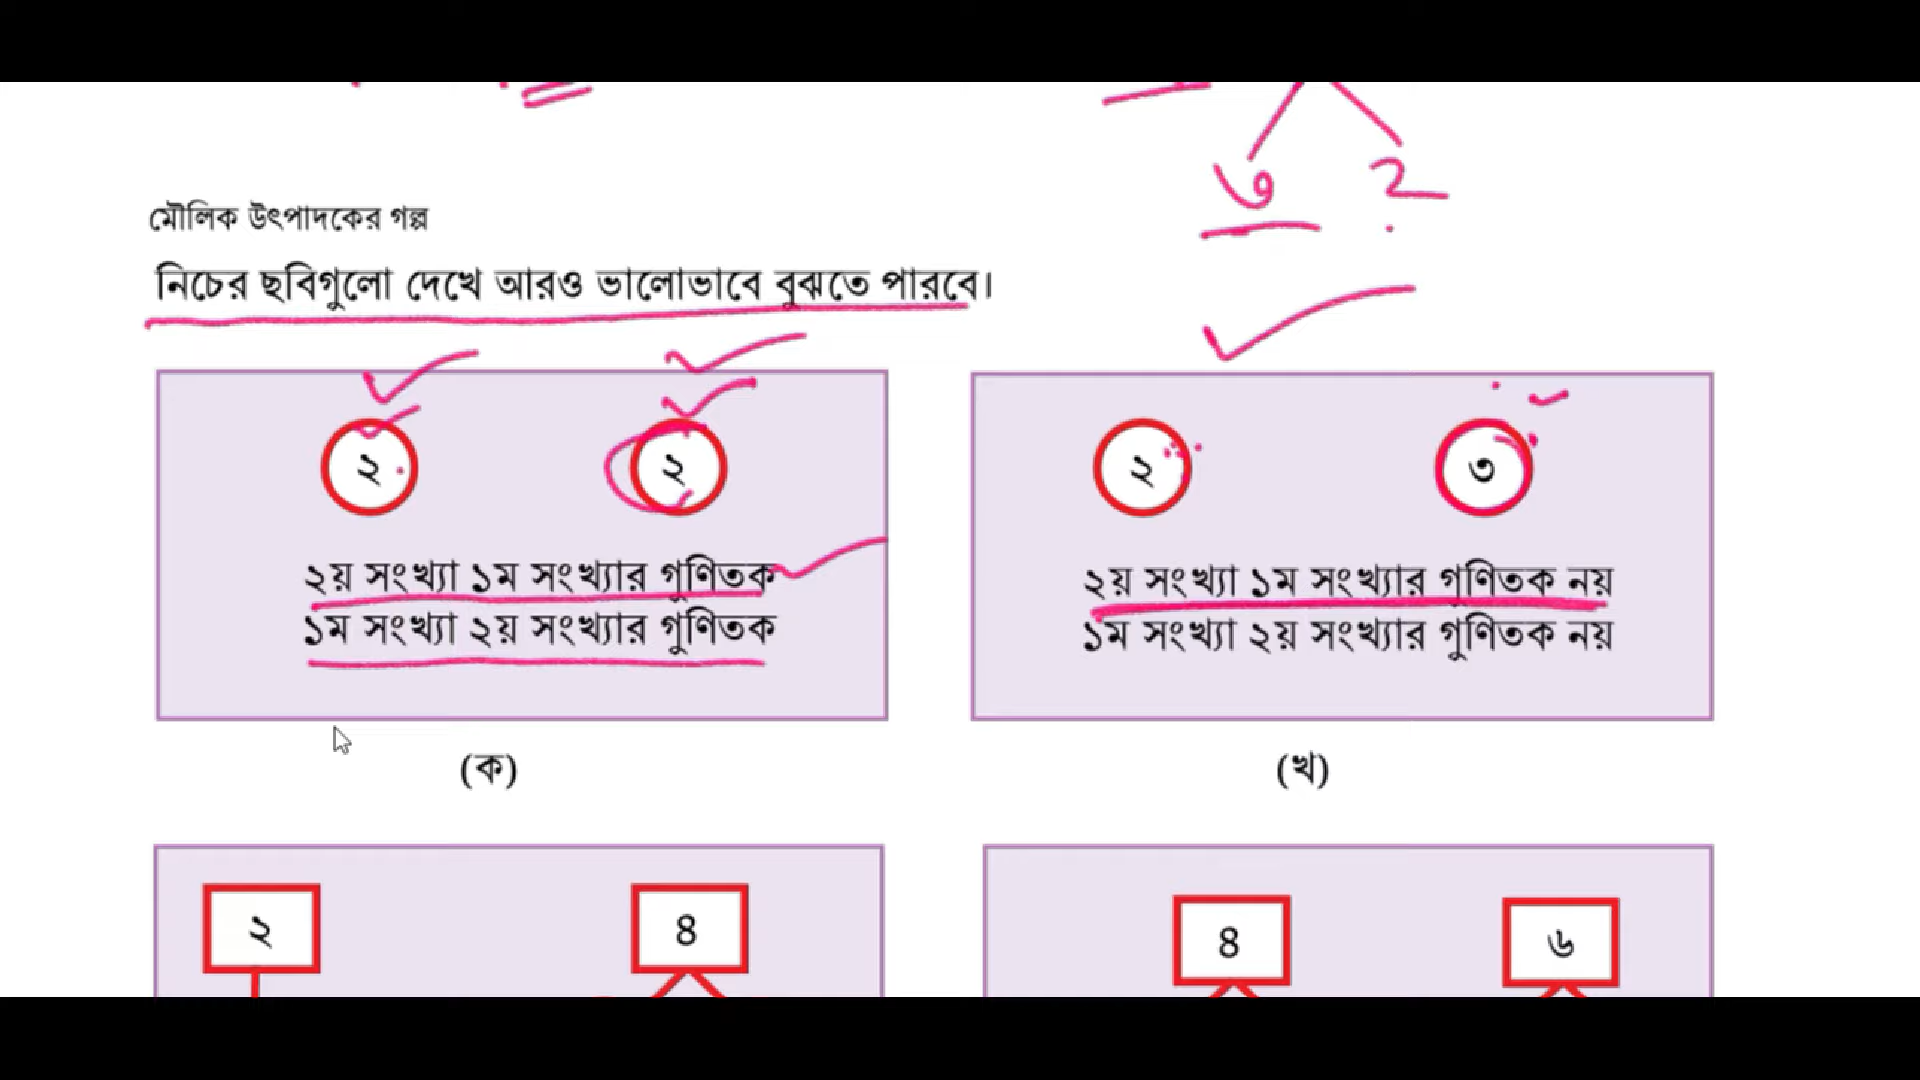 ৩ ২
মৌলিক উৎপাদকের গল্প
নিচের ছবিগুলো দেখে আরও ভালোভাবে বুঝতে পারবে।
২ ২
২য় সংখ্যা ১ম সংখ্যার গুণিতক
১ম সংখ্যা ২য় সংখ্যার গুণিতক
(ক)
২ ৩
২য় সংখ্যা ১ম সংখ্যার গুণিতক নয়
১ম সংখ্যা ২য় সংখ্যার গুণিতক নয়
(খ)
২ ৪
৪ ৬